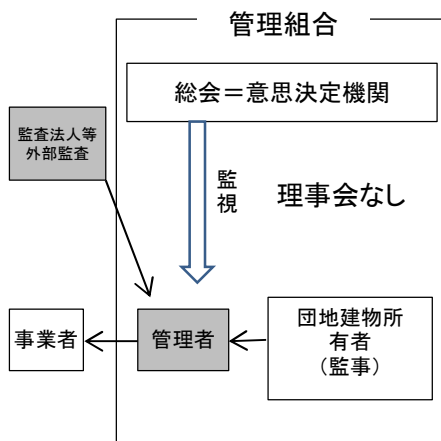 管理組合
総会＝意思決定機関
監査法人等
外部監査
監視
理事会なし
事業者
管理者
団地建物所
有者
（監事）